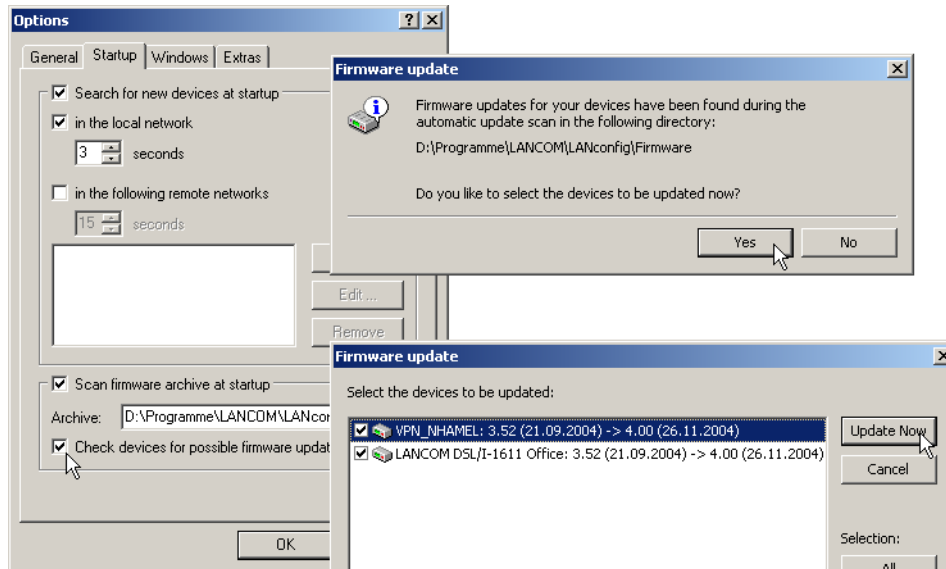 Options
General Startup Windows Extras
Search for new devices at startup
in the local network
3 seconds
in the following remote networks
15 seconds
Edit ...
Remove
Scan firmware archive at startup
Archive: D:\Programme\LANCOM\LANcor
Check devices for possible firmware updat
OK
Firmware update
Firmware updates for your devices have been found during the
automatic update scan in the following directory:
D:\Programme\LANCOM\LANconfig\Firmware
Do you like to select the devices to be updated now?
Yes No
Firmware update
Select the devices to be updated:
VPN_NHAMEL: 3.52 (21.09.2004) -> 4.00 (26.11.2004)
LANCOM DSL/I-1611 Office: 3.52 (21.09.2004) -> 4.00 (26.11.2004)
Update Now
Cancel
Selection:
All